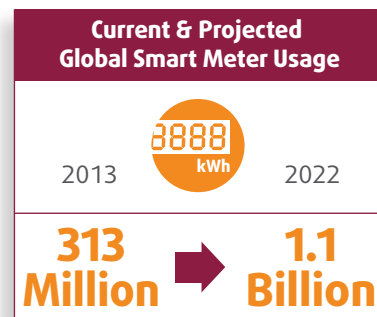 Current & Projected
Global Smart Meter Usage
8888
kWh
2013
2022
313
Million
1.1
Billion